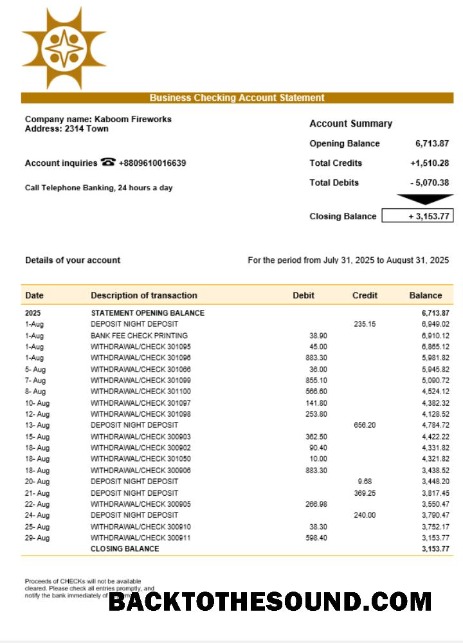 Business Checking Account Statement
Company name: Kaboom Fireworks
Address: 2314 Town
Account Summary
Opening Balance 6,713.87
Account inquiries ☎ +8809610016639
Total Credits +1,510.28
Call Telephone Banking, 24 hours a day
Total Debits - 5,070.38
Closing Balance + 3,153.77
Details of your account For the period from July 31, 2025 to August 31, 2025
Date Description of transaction Debit Credit Balance
2025 STATEMENT OPENING BALANCE 6,713.87
1-Aug DEPOSIT NIGHT DEPOSIT 235.15 6,949.02
1-Aug BANK FEE CHECK PRINTING 38.90 6,910.12
1-Aug WITHDRAWAL/CHECK 301095 45.00 6,865.12
1-Aug WITHDRAWAL/CHECK 301096 883.30 5,981.82
5- Aug WITHDRAWAL/CHECK 301066 36.00 5,945.82
7- Aug WITHDRAWAL/CHECK 301099 855.10 5,090.72
8- Aug WITHDRAWAL/CHECK 301100 566.60 4,524.12
10- Aug WITHDRAWAL/CHECK 301097 141.80 4,382.32
12- Aug WITHDRAWAL/CHECK 301098 253.80 4,128.52
13- Aug DEPOSIT NIGHT DEPOSIT 656.20 4,784.72
15- Aug WITHDRAWAL/CHECK 300903 362.50 4,422.22
18- Aug WITHDRAWAL/CHECK 300902 90.40 4,331.82
18- Aug WITHDRAWAL/CHECK 301050 10.00 4,321.82
18- Aug WITHDRAWAL/CHECK 300906 883.30 3,438.52
20- Aug DEPOSIT NIGHT DEPOSIT 9.68 3,448.20
21- Aug DEPOSIT NIGHT DEPOSIT 369.25 3,817.45
22- Aug WITHDRAWAL/CHECK 300905 266.98 3,550.47
24- Aug DEPOSIT NIGHT DEPOSIT 240.00 3,790.47
25- Aug WITHDRAWAL/CHECK 300910 38.30 3,752.17
29- Aug WITHDRAWAL/CHECK 300911 598.40 3,153.77
CLOSING BALANCE 3,153.77
Proceeds of CHECKs will not be available
cleared. Please check all entries promptly, and
notify the bank immediately of
BACKTOTHESOUND.COM